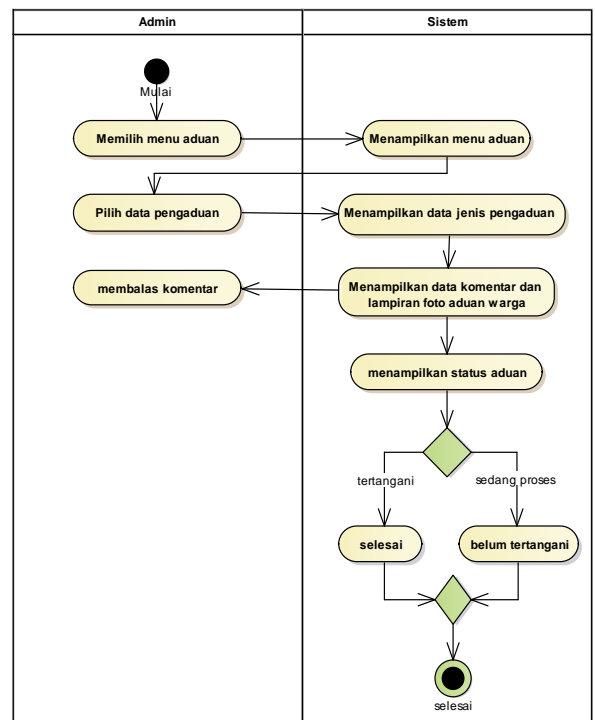 Admin
Sistem
Mulai
Memilih menu aduan
Menampilkan menu aduan
Pilih data pengaduan
Menampilkan data jenis pengaduan
membalas komentar
Menampilkan data komentar dan
lampiran foto aduan warga
menampilkan status aduan
tertangani
sedang proses
selesai
belum tertangani
selesai